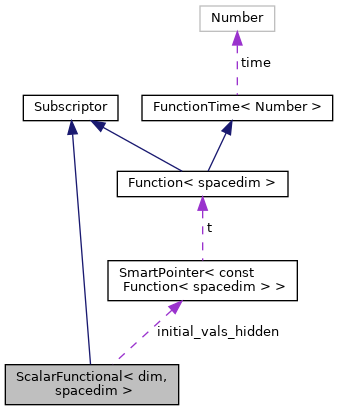 Number
time
Subscriptor
FunctionTime< Number >
Function< spacedim >
t
SmartPointer< const
Function< spacedim > >
initial_vals_hidden
ScalarFunctional< dim,
spacedim >